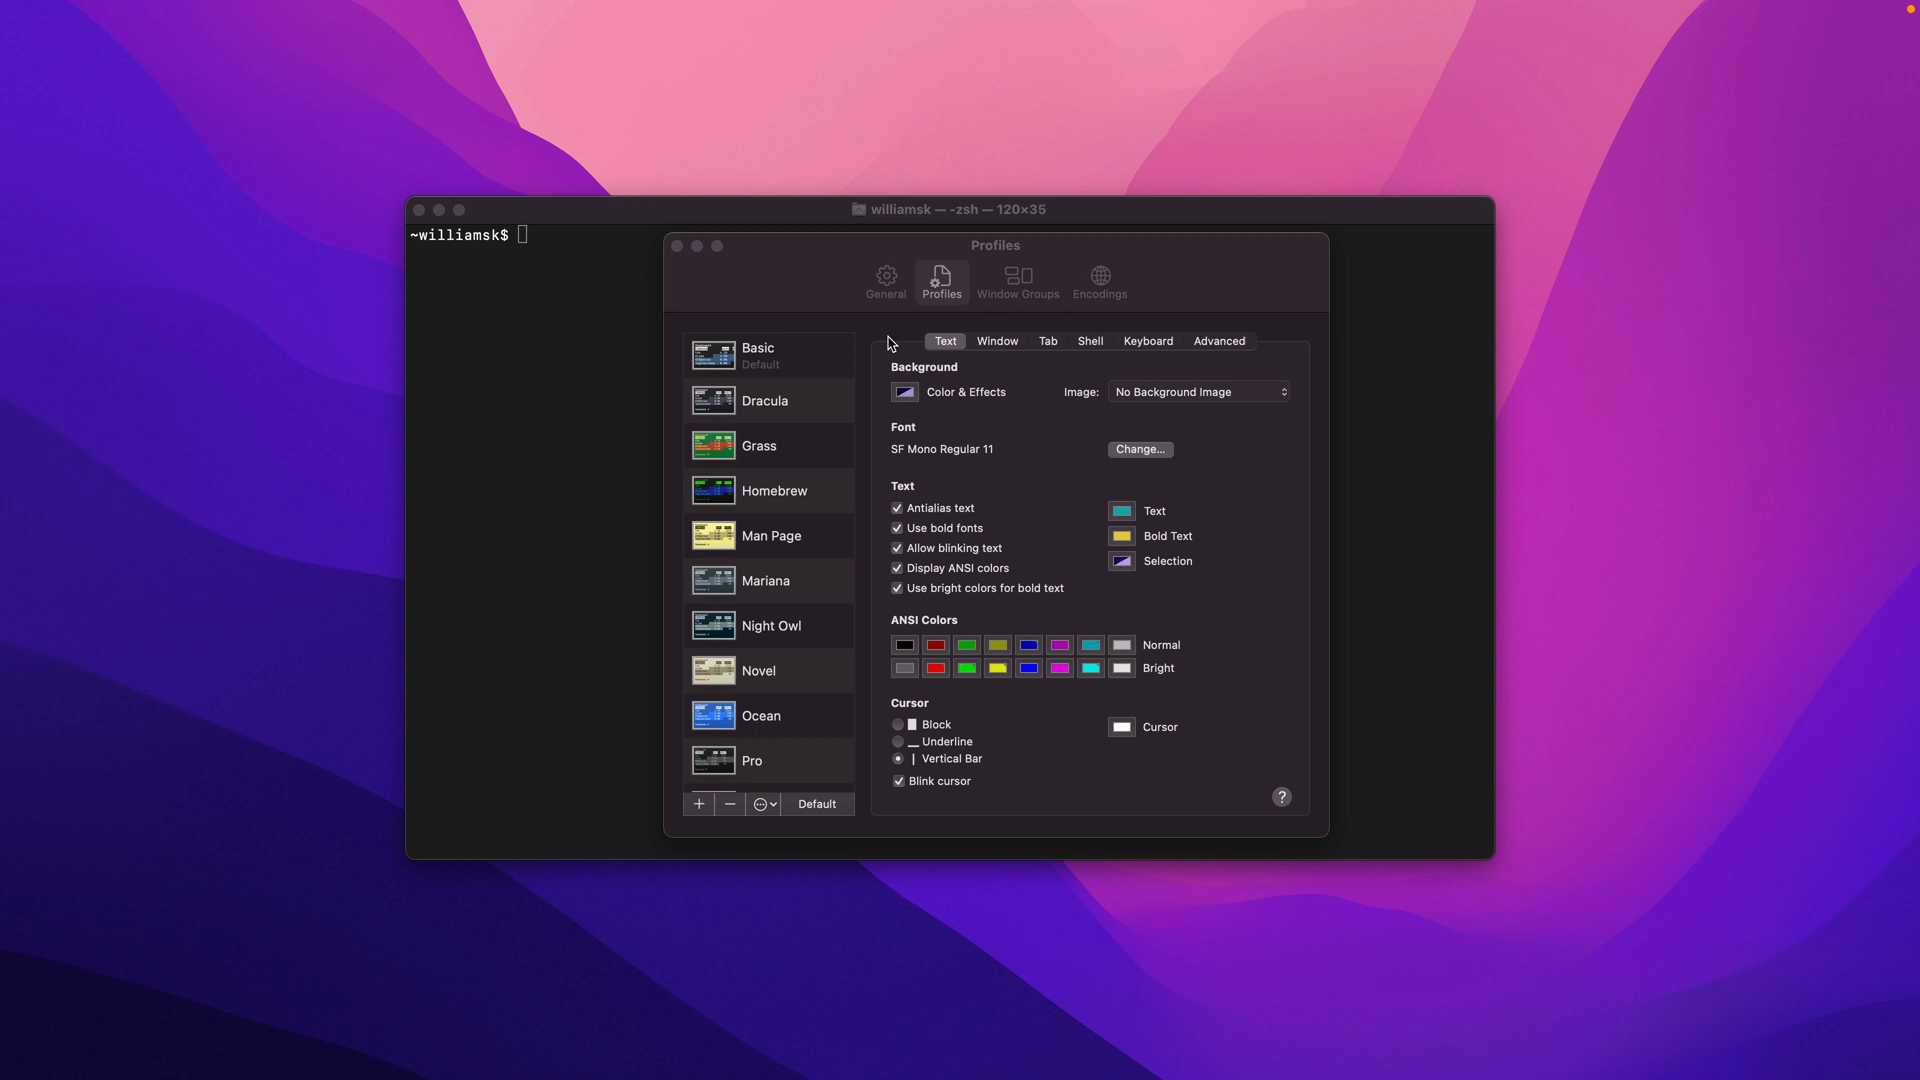 williamsk — -zsh — 120×35
~williamsk$
Profiles
General Profiles Window Groups Encodings
Text Window Tab Shell Keyboard Advanced
Basic
Default
Dracula
Grass
Homebrew
Man Page
Mariana
Night Owl
Novel
Ocean
Pro
+ − Default
Background
Color & Effects Image: No Background Image
Font
SF Mono Regular 11 Change...
Text
Antialias text
Use bold fonts
Allow blinking text
Display ANSI colors
Use bright colors for bold text
Text
Bold Text
Selection
ANSI Colors
Normal
Bright
Cursor
Block
Underline
Vertical Bar
Blink cursor
Cursor
?